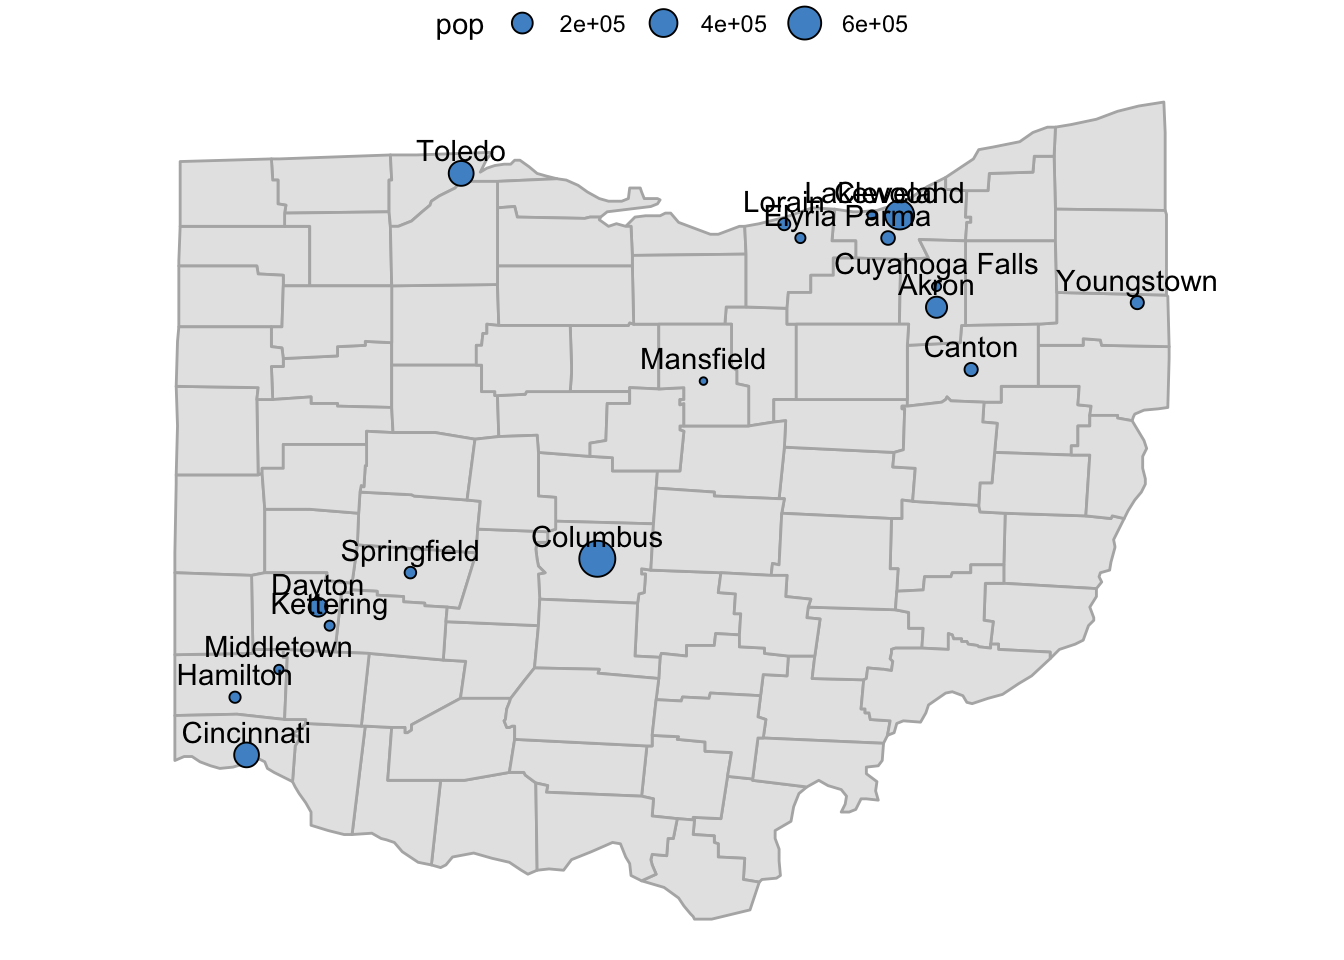 pop 2e+05 4e+05 6e+05
Toledo
Lakewood
Cleveland
Lorain
Elyria
Parma
Cuyahoga Falls
Akron
Youngstown
Canton
Mansfield
Columbus
Springfield
Dayton
Kettering
Middletown
Hamilton
Cincinnati